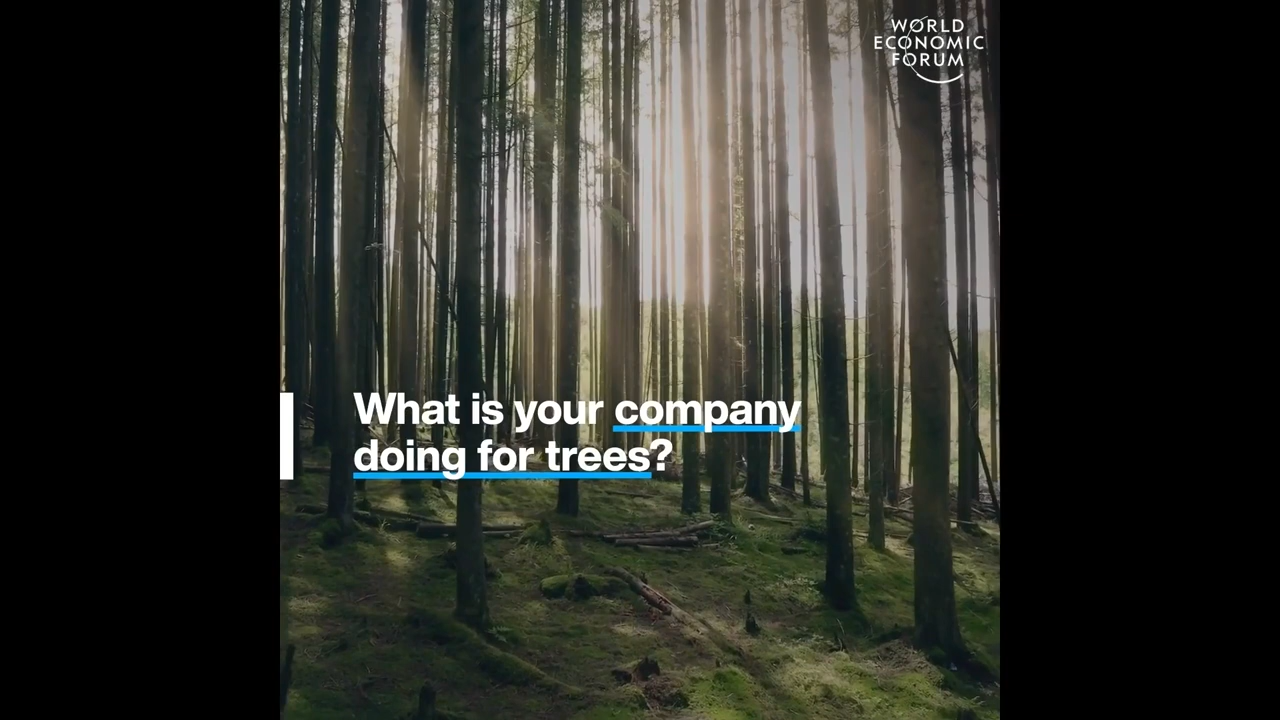 WORLD
ECONOMIC
FORUM
What is your company
doing for trees?